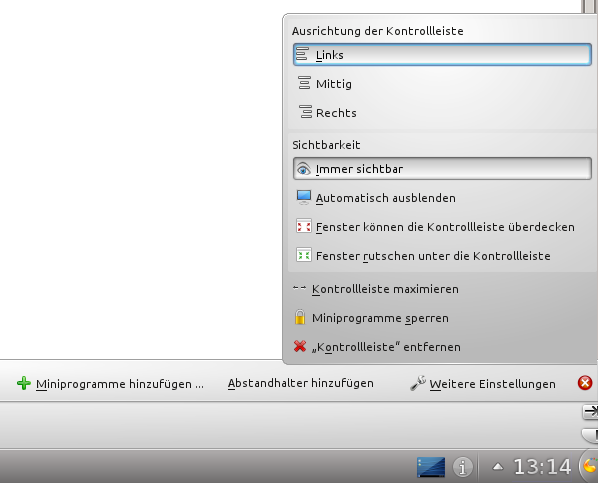 Ausrichtung der Kontrollleiste
Links
Mittig
Rechts
Sichtbarkeit
Immer sichtbar
Automatisch ausblenden
Fenster können die Kontrollleiste überdecken
Fenster rutschen unter die Kontrollleiste
Kontrollleiste maximieren
Miniprogramme sperren
„Kontrollleiste“ entfernen
Miniprogramme hinzufügen ... Abstandhalter hinzufügen Weitere Einstellungen
13:14